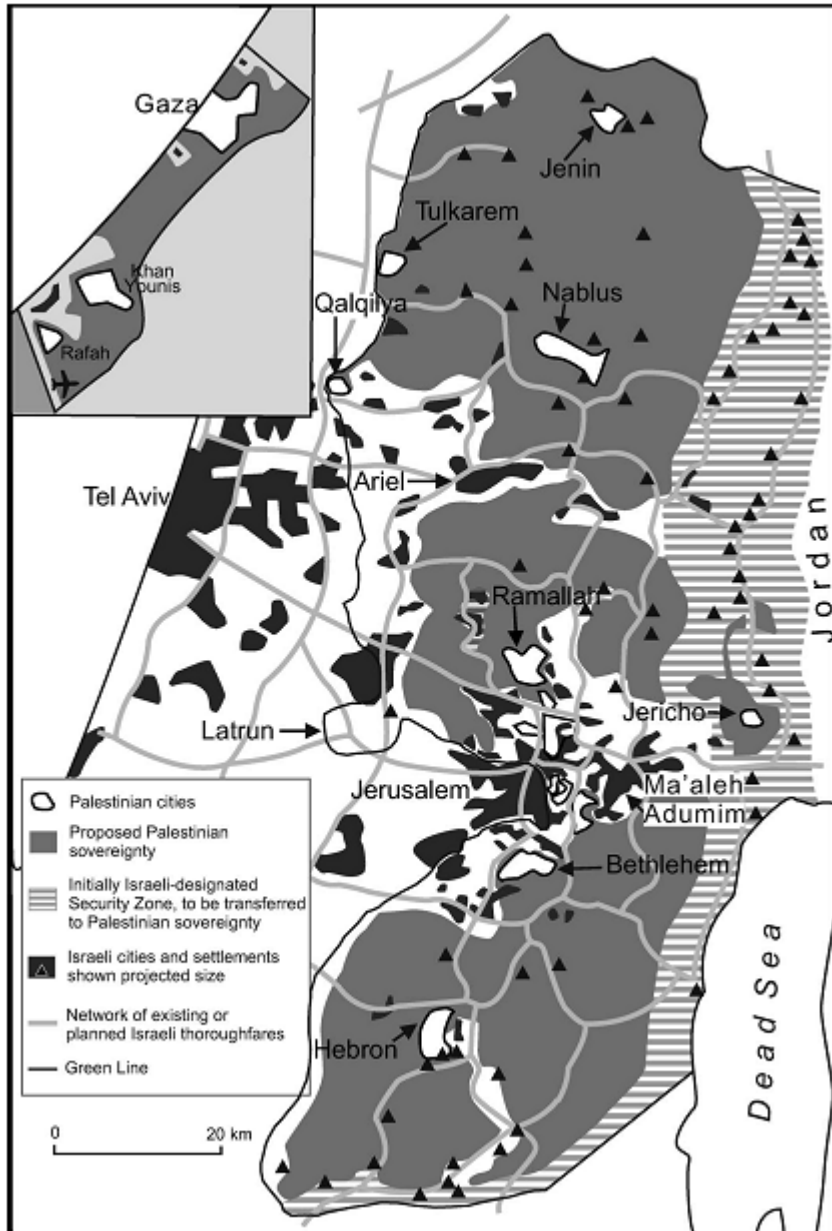 Gaza
Khan
Younis
Rafah
Jenin
Tulkarem
Nablus
Qalqilya
Tel Aviv
Ariel
Jordan
Ramallah
Latrun
Jericho
Jerusalem
Ma'aleh
Adumim
Bethlehem
Hebron
Dead Sea
Palestinian cities
Proposed Palestinian
sovereignty
Initially Israeli-designated
Security Zone, to be transferred
to Palestinian sovereignty
Israeli cities and settlements
shown projected size
Network of existing or
planned Israeli thoroughfares
Green Line
0 20 km